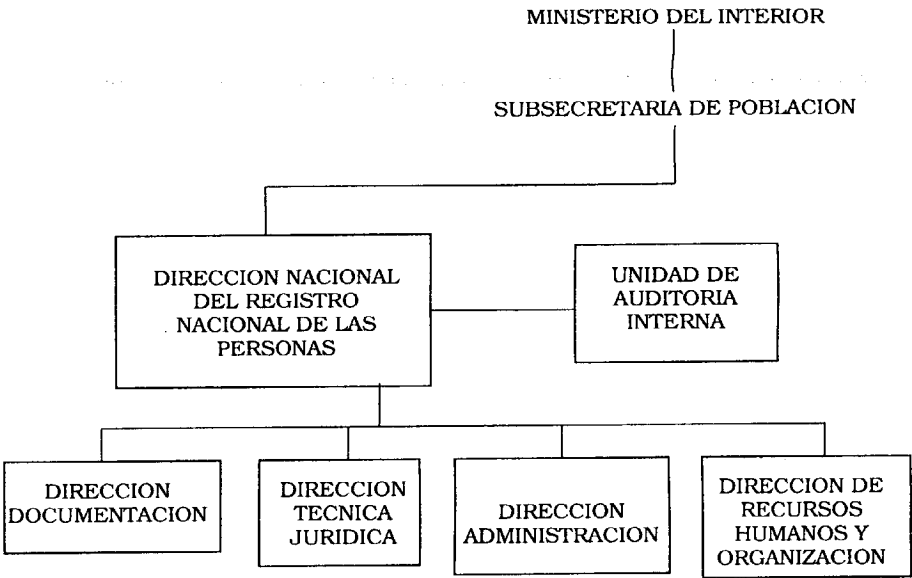 MINISTERIO DEL INTERIOR
SUBSECRETARIA DE POBLACION
DIRECCION NACIONAL
DEL REGISTRO
NACIONAL DE LAS
PERSONAS
UNIDAD DE
AUDITORIA
INTERNA
DIRECCION
DOCUMENTACION
DIRECCION
TECNICA
JURIDICA
DIRECCION
ADMINISTRACION
DIRECCION DE
RECURSOS
HUMANOS Y
ORGANIZACION